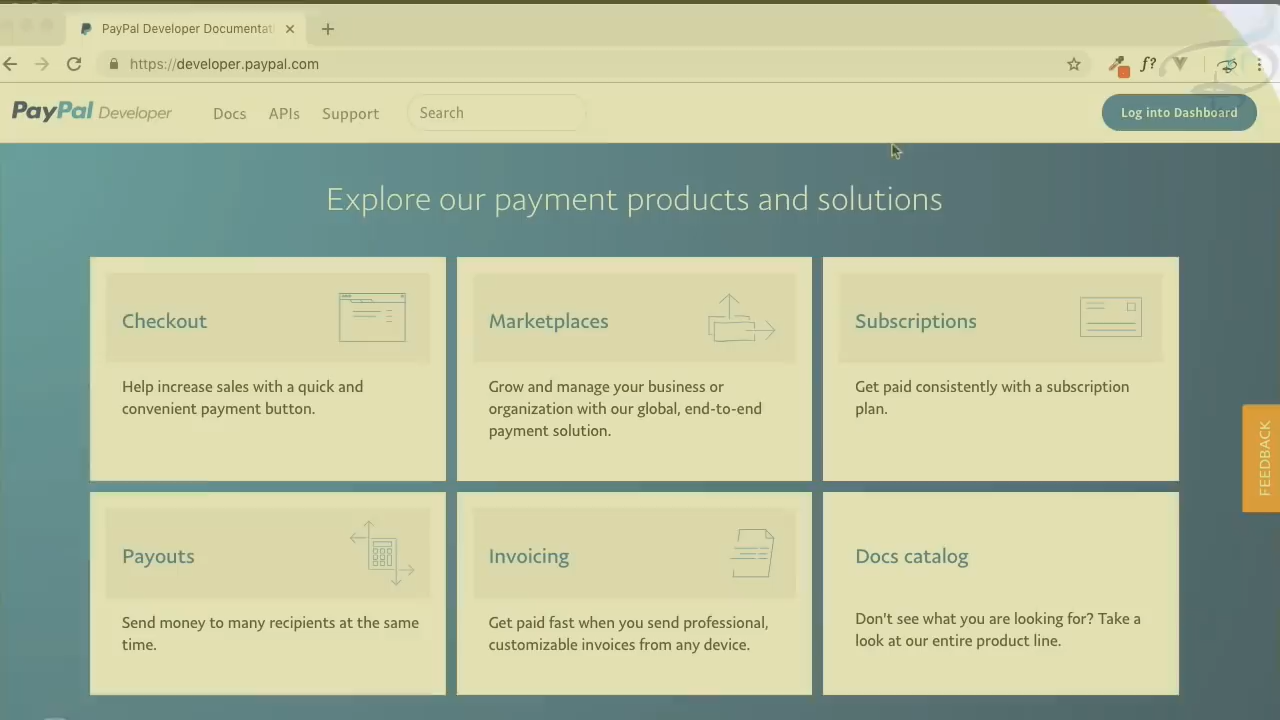 PayPal Developer Documentati
https://developer.paypal.com
f?
PayPal Developer
Docs
APIs
Support
Search
Log into Dashboard
Explore our payment products and solutions
Checkout
Help increase sales with a quick and
convenient payment button.
Marketplaces
Grow and manage your business or
organization with our global, end-to-end
payment solution.
Subscriptions
Get paid consistently with a subscription
plan.
FEEDBACK
Payouts
Send money to many recipients at the same
time.
Invoicing
Get paid fast when you send professional,
customizable invoices from any device.
Docs catalog
Don't see what you are looking for? Take a
look at our entire product line.